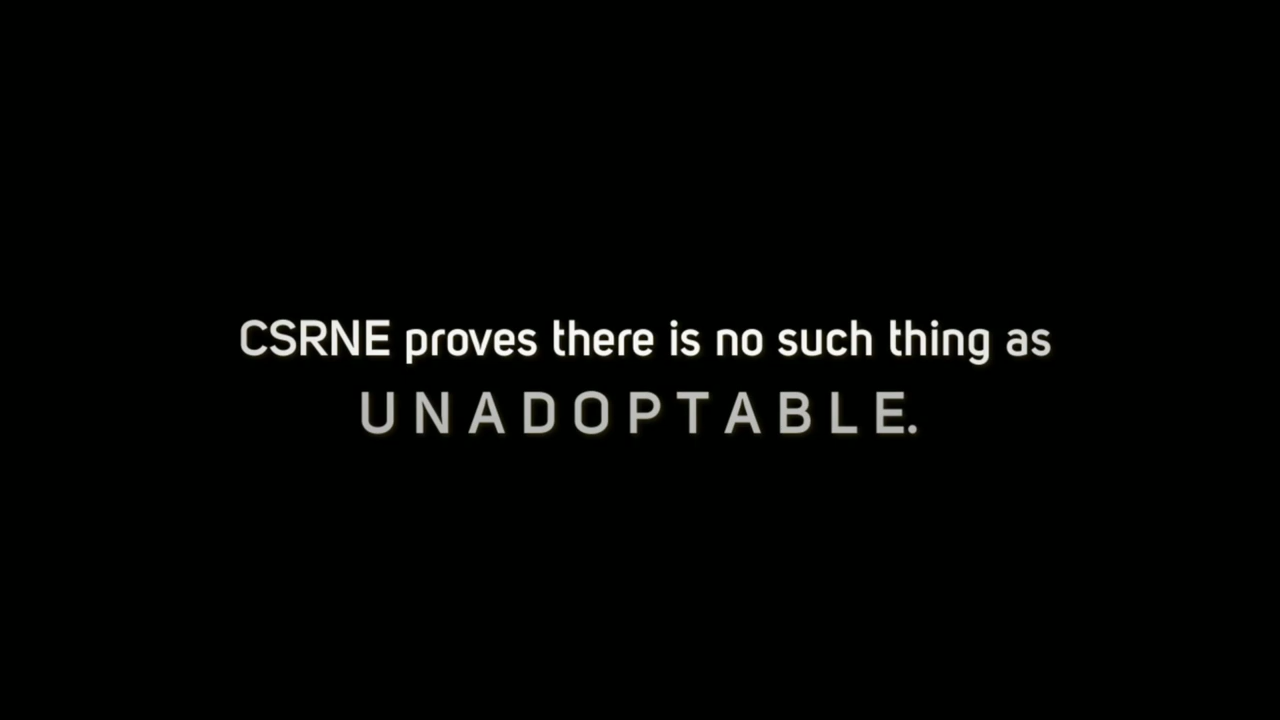 CSRNE proves there is no such thing as
UNADOPTABLE.